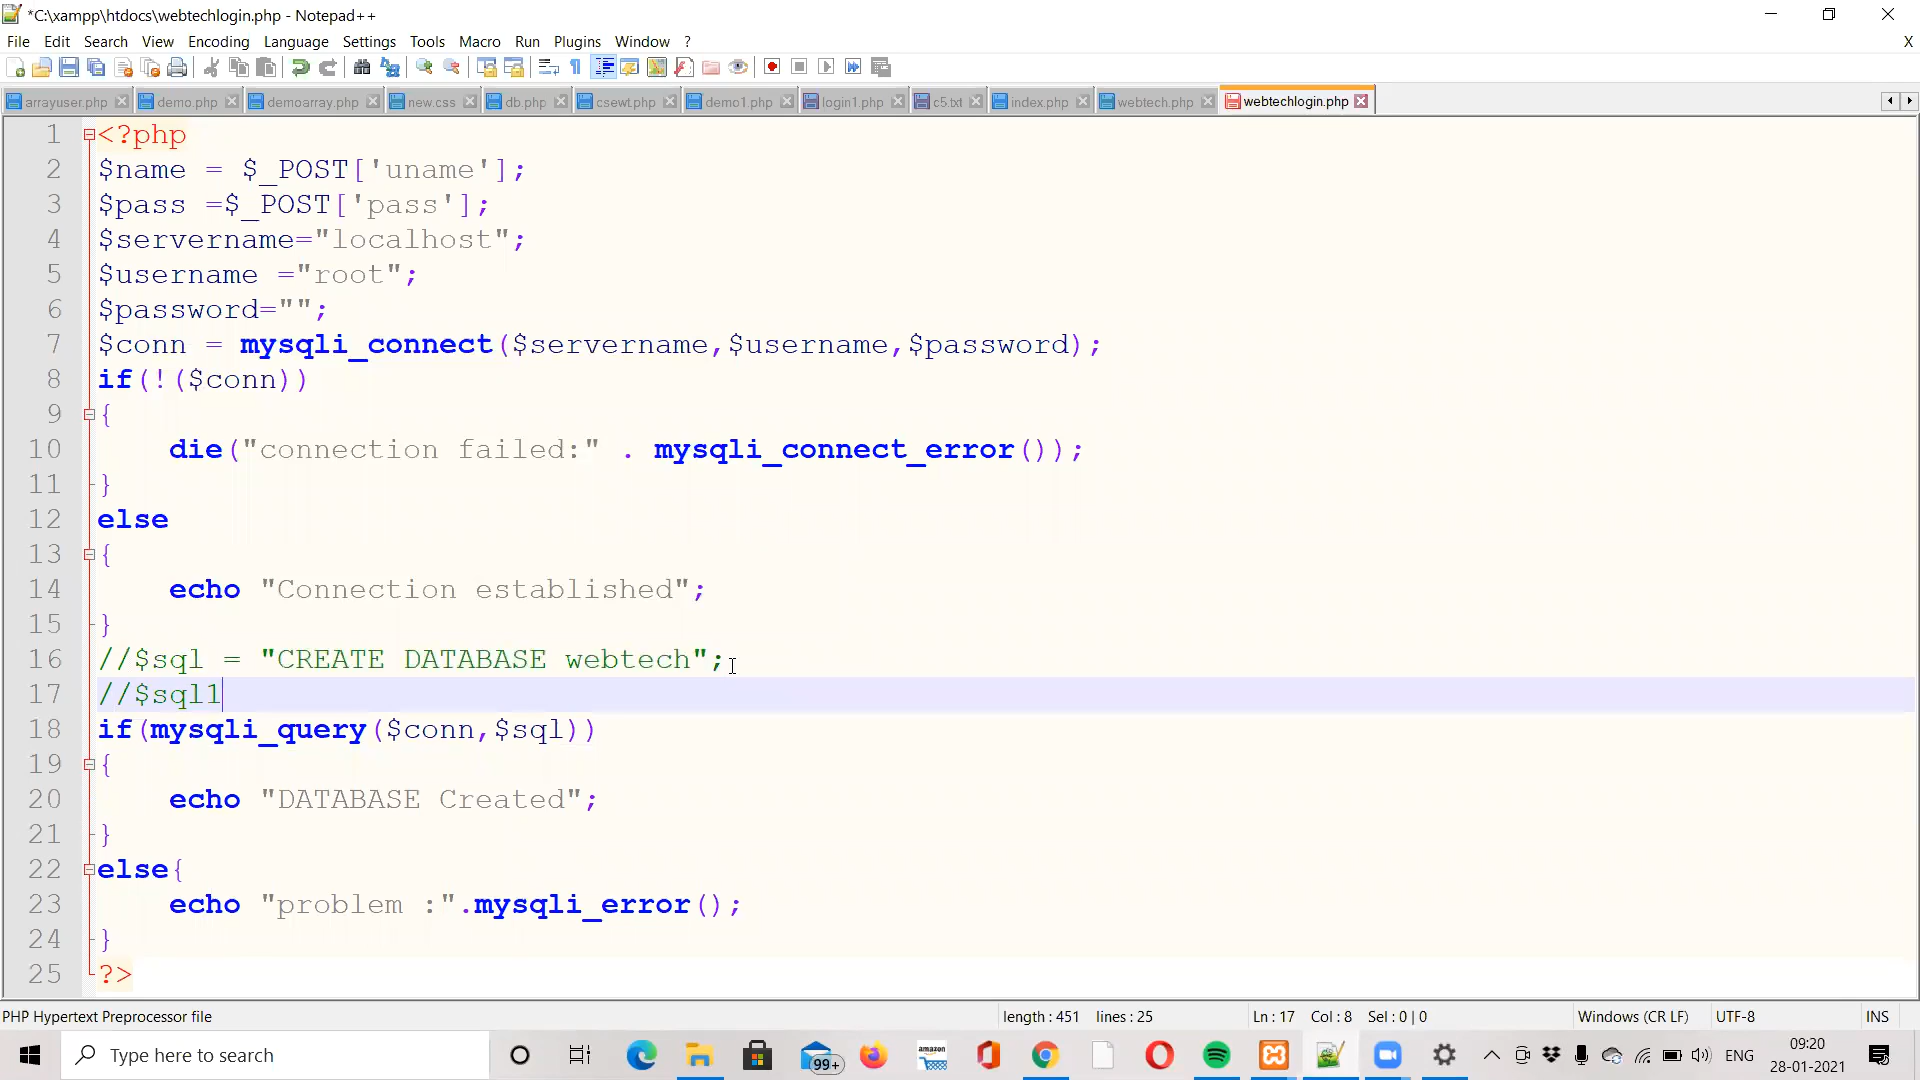 *C:\xampp\htdocs\webtechlogin.php - Notepad++
File Edit Search View Encoding Language Settings Tools Macro Run Plugins Window ? X
arrayuser.php demo.php demoarray.php new.css db.php csewt.php demo1.php login1.php c5.txt index.php webtech.php webtechlogin.php
1 <?php
2 $name = $_POST['uname'];
3 $pass =$_POST['pass'];
4 $servername="localhost";
5 $username ="root";
6 $password="";
7 $conn = mysqli_connect($servername,$username,$password);
8 if(!($conn))
9 {
10 die("connection failed:" . mysqli_connect_error());
11 }
12 else
13 {
14 echo "Connection established";
15 }
16 //$sql = "CREATE DATABASE webtech";
17 //$sql1
18 if(mysqli_query($conn,$sql))
19 {
20 echo "DATABASE Created";
21 }
22 else{
23 echo "problem :".mysqli_error();
24 }
25 ?>
PHP Hypertext Preprocessor file length : 451 lines : 25 Ln : 17 Col : 8 Sel : 0 | 0 Windows (CR LF) UTF-8 INS
Type here to search 99+ amazon ENG 09:20
28-01-2021